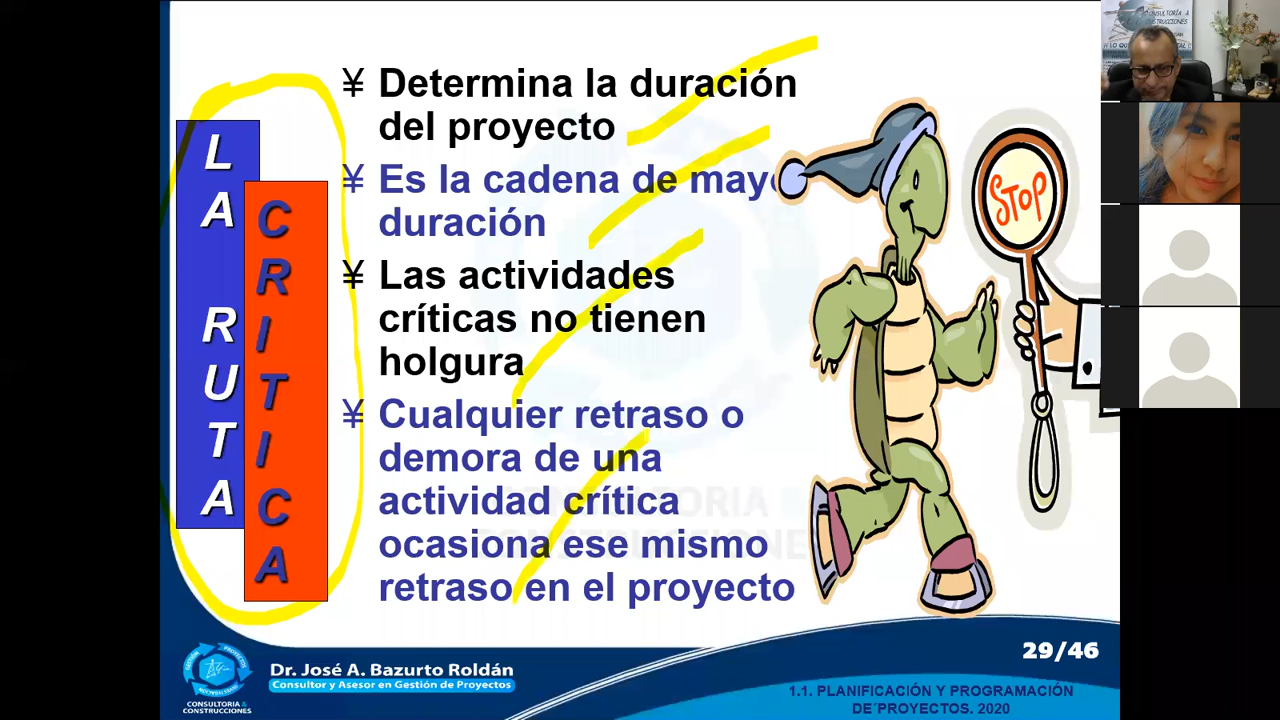 LA RUTA
CRITICA
¥ Determina la duración
del proyecto
¥ Es la cadena de mayo
duración
¥ Las actividades
críticas no tienen
holgura
¥ Cualquier retraso o
demora de una
actividad crítica
ocasiona ese mismo
retraso en el proyecto
STOP
29/46
Dr. José A. Bazurto Roldán
Consultor y Asesor en Gestión de Proyectos
CONSULTORIA &
CONSTRUCCIONES
1.1. PLANIFICACIÓN Y PROGRAMACIÓN
DE´PROYECTOS. 2020
CONSULTORÍA &